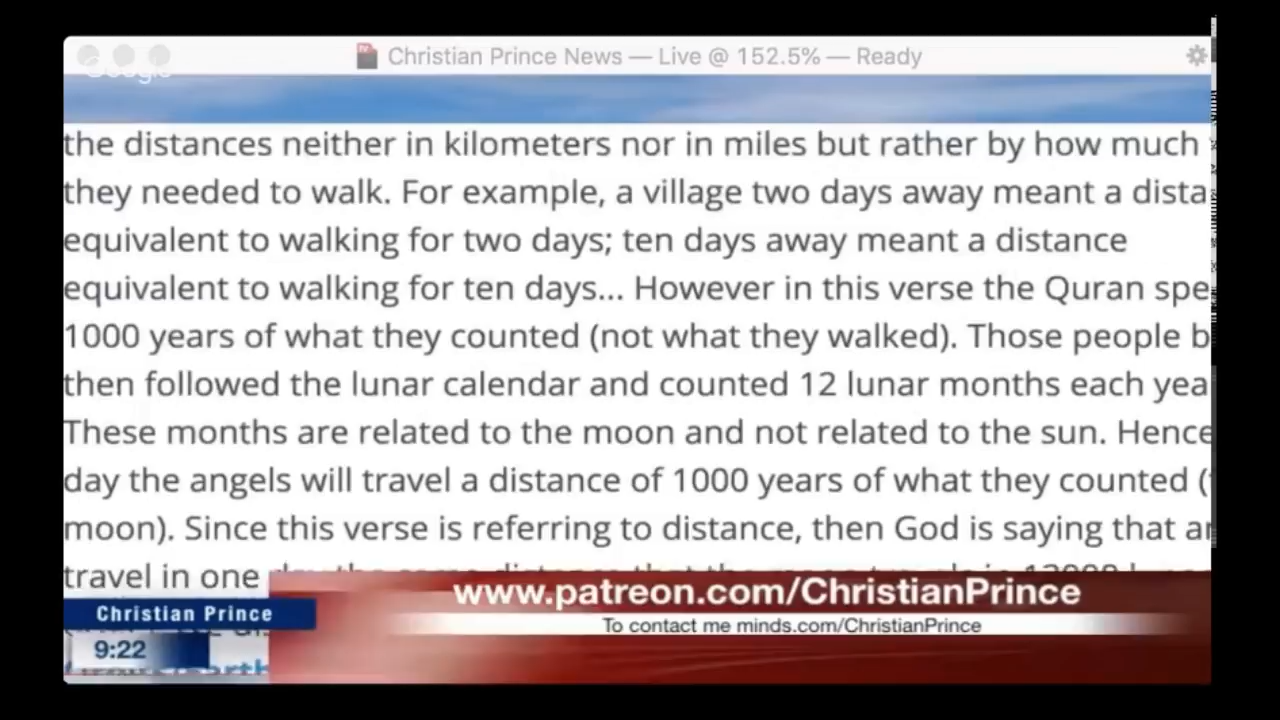 Christian Prince News — Live @ 152.5% — Ready
Google
the distances neither in kilometers nor in miles but rather by how much
they needed to walk. For example, a village two days away meant a dista
equivalent to walking for two days; ten days away meant a distance
equivalent to walking for ten days... However in this verse the Quran spe
1000 years of what they counted (not what they walked). Those people b
then followed the lunar calendar and counted 12 lunar months each yea
These months are related to the moon and not related to the sun. Hence
day the angels will travel a distance of 1000 years of what they counted (
moon). Since this verse is referring to distance, then God is saying that
travel in one
www.patreon.com/ChristianPrince
Christian Prince
To contact me minds.com/ChristianPrince
9:22